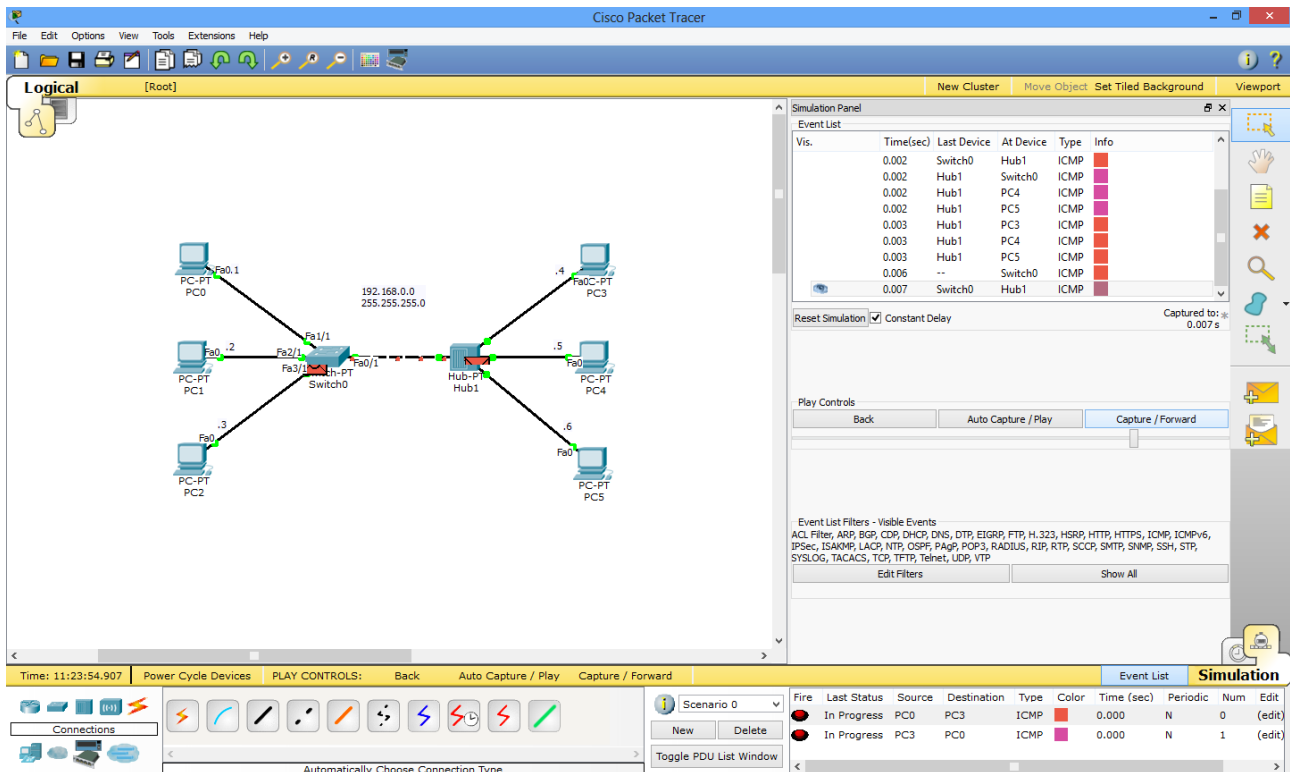 Cisco Packet Tracer
File Edit Options View Tools Extensions Help
Logical [Root] New Cluster Move Object Set Tiled Background Viewport
Simulation Panel
Event List
Vis. Time(sec) Last Device At Device Type Info
0.002 Switch0 Hub1 ICMP
0.002 Hub1 Switch0 ICMP
0.002 Hub1 PC4 ICMP
0.002 Hub1 PC5 ICMP
0.003 Hub1 PC3 ICMP
0.003 Hub1 PC4 ICMP
0.003 Hub1 PC5 ICMP
0.006 -- Switch0 ICMP
0.007 Switch0 Hub1 ICMP
Reset Simulation Constant Delay Captured to: *
0.007 s
Play Controls
Back Auto Capture / Play Capture / Forward
Event List Filters - Visible Events
ACL Filter, ARP, BGP, CDP, DHCP, DNS, DTP, EIGRP, FTP, H.323, HSRP, HTTP, HTTPS, ICMP, ICMPv6,
IPSec, ISAKMP, LACP, NTP, OSPF, PAgP, POP3, RADIUS, RIP, RTP, SCCP, SMTP, SNMP, SSH, STP,
SYSLOG, TACACS, TCP, TFTP, Telnet, UDP, VTP
Edit Filters Show All
Fa0.1
PC-PT
PC0
192.168.0.0
255.255.255.0
.4
Fa0C-PT
PC3
Fa1/1
Fa0 .2
Fa2/1
Fa3/1
Fa0/1
PC-PT
PC1
Switch0
Hub-PT
Hub1
.5
Fa0
PC-PT
PC4
.3
Fa0
PC-PT
PC2
.6
Fa0
PC-PT
PC5
Time: 11:23:54.907 Power Cycle Devices PLAY CONTROLS: Back Auto Capture / Play Capture / Forward Event List Simulation
Connections
Automatically Choose Connection Type
Scenario 0
New Delete
Toggle PDU List Window
Fire Last Status Source Destination Type Color Time (sec) Periodic Num Edit
In Progress PC0 PC3 ICMP 0.000 N 0 (edit)
In Progress PC3 PC0 ICMP 0.000 N 1 (edit)